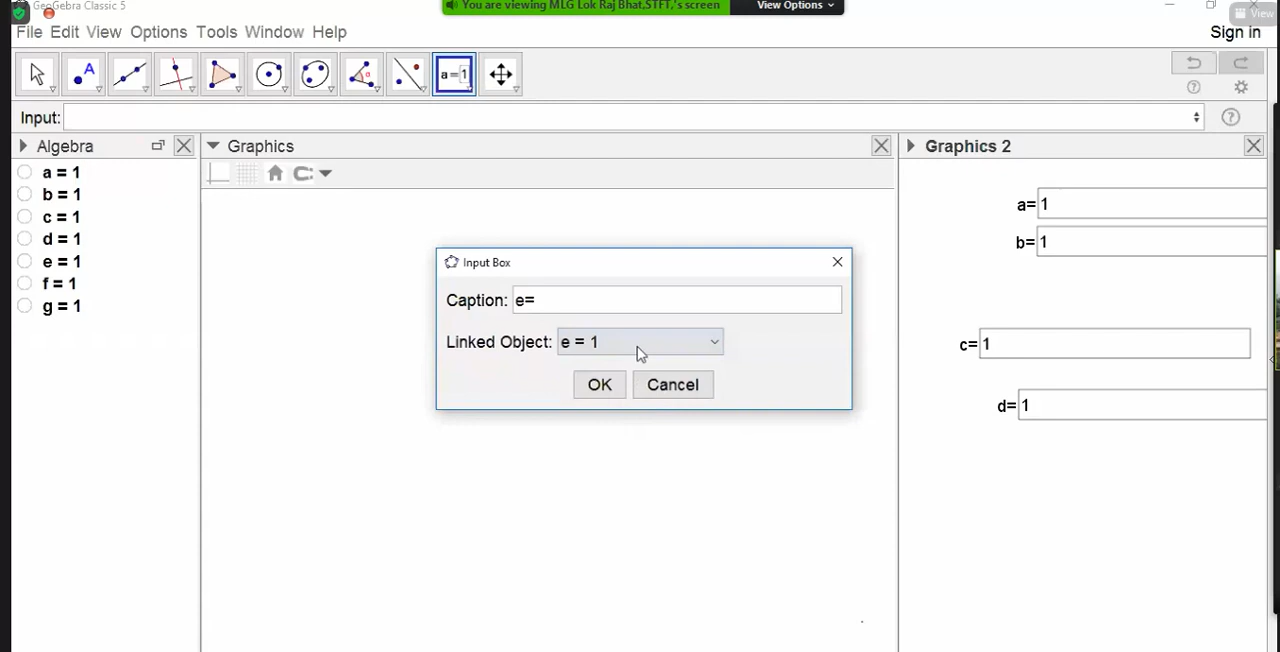 GeoGebra Classic 5
You are viewing MLG Lok Raj Bhat,STFT,'s screen
View Options
View
File Edit View Options Tools Window Help
Sign in
A
a=1
Input:
Algebra
Graphics
Graphics 2
a = 1
b = 1
c = 1
d = 1
e = 1
f = 1
g = 1
a= 1
b= 1
c= 1
d= 1
Input Box
Caption: e=
Linked Object: e = 1
OK
Cancel